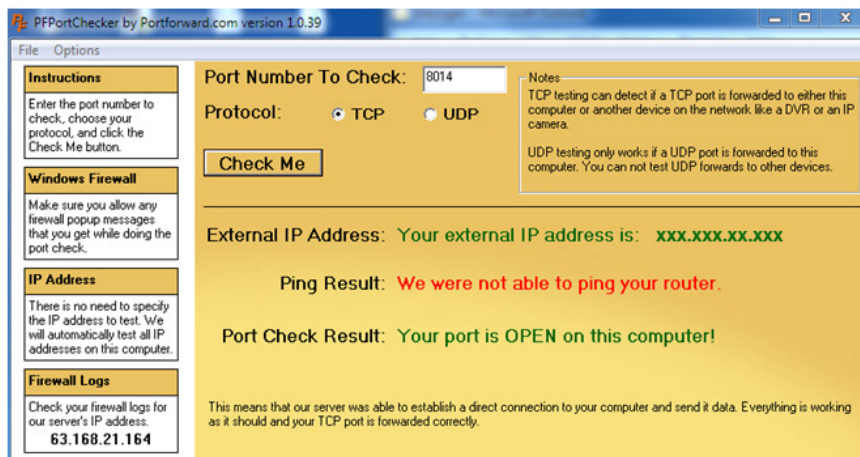 PFPortChecker by Portforward.com version 1.0.39
File Options
Instructions
Enter the port number to
check, choose your
protocol, and click the
Check Me button.
Windows Firewall
Make sure you allow any
firewall popup messages
that you get while doing the
port check.
IP Address
There is no need to specify
the IP address to test. We
will automatically test all IP
addresses on this computer.
Firewall Logs
Check your firewall logs for
our server's IP address.
63.168.21.164
Port Number To Check: 8014
Protocol: TCP UDP
Check Me
Notes
TCP testing can detect if a TCP port is forwarded to either this
computer or another device on the network like a DVR or an IP
camera.
UDP testing only works if a UDP port is forwarded to this
computer. You can not test UDP forwards to other devices.
External IP Address: Your external IP address is: xxx.xxx.xx.xxx
Ping Result: We were not able to ping your router.
Port Check Result: Your port is OPEN on this computer!
This means that our server was able to establish a direct connection to your computer and send it data. Everything is working
as it should and your TCP port is forwarded correctly.